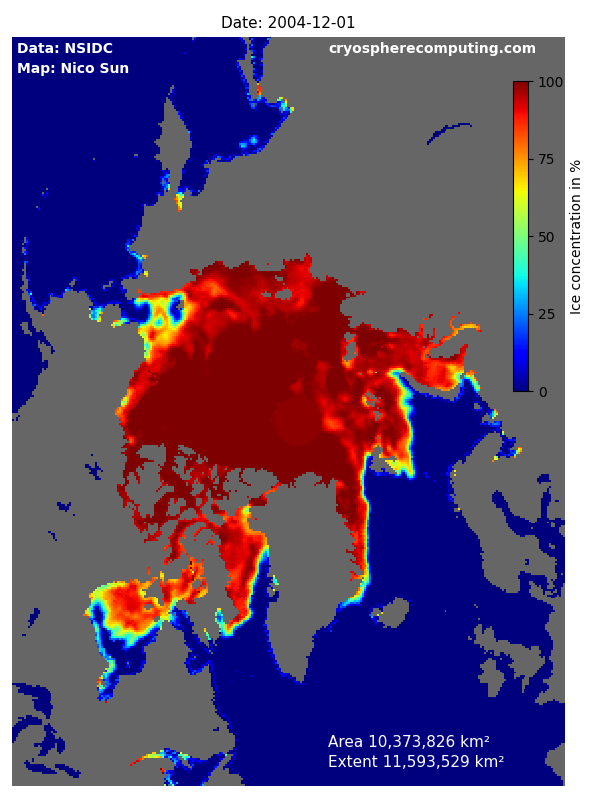 Date: 2004-12-01
Data: NSIDC
Map: Nico Sun
cryospherecomputing.com
100
75
50
25
0
Ice concentration in %
Area 10,373,826 km²
Extent 11,593,529 km²